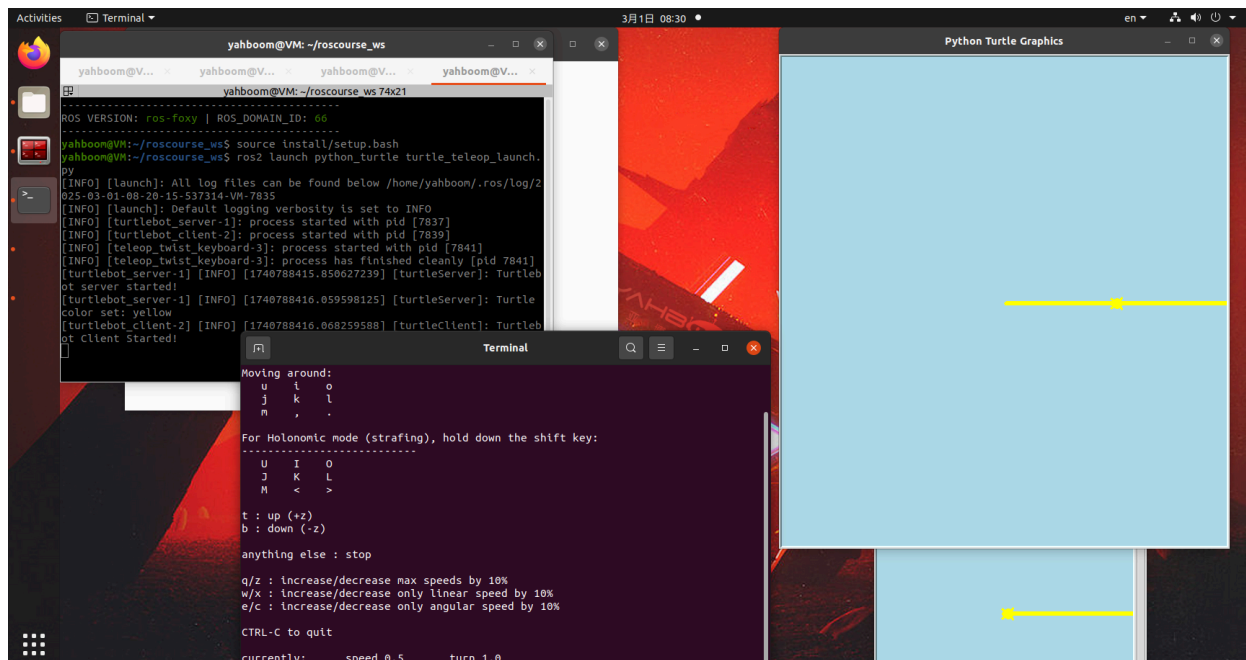 Activities
Terminal
3月1日 08:30
en
yahboom@VM: ~/roscourse_ws
yahboom@V...
yahboom@V...
yahboom@V...
yahboom@V...
yahboom@VM: ~/roscourse_ws 74x21
-----------------------------------------
ROS VERSION: ros-foxy | ROS_DOMAIN_ID: 66
-----------------------------------------
yahboom@VM:~/roscourse_ws$ source install/setup.bash
yahboom@VM:~/roscourse_ws$ ros2 launch python_turtle turtle_teleop_launch.
py
[INFO] [launch]: All log files can be found below /home/yahboom/.ros/log/2
025-03-01-08-20-15-537314-VM-7835
[INFO] [launch]: Default logging verbosity is set to INFO
[INFO] [turtlebot_server-1]: process started with pid [7837]
[INFO] [turtlebot_client-2]: process started with pid [7839]
[INFO] [teleop_twist_keyboard-3]: process started with pid [7841]
[INFO] [teleop_twist_keyboard-3]: process has finished cleanly [pid 7841]
[turtlebot_server-1] [INFO] [1740788415.850627239] [turtleServer]: Turtleb
ot server started!
[turtlebot_server-1] [INFO] [1740788416.059598125] [turtleServer]: Turtle
color set: yellow
[turtlebot_client-2] [INFO] [1740788416.068259588] [turtleClient]: Turtleb
ot Client Started!
Terminal
Moving around:
u i o
j k l
m , .
For Holonomic mode (strafing), hold down the shift key:
---------------------------
U I O
J K L
M < >
t : up (+z)
b : down (-z)
anything else : stop
q/z : increase/decrease max speeds by 10%
w/x : increase/decrease only linear speed by 10%
e/c : increase/decrease only angular speed by 10%
CTRL-C to quit
currently: speed 0.5 turn 1.0
Python Turtle Graphics